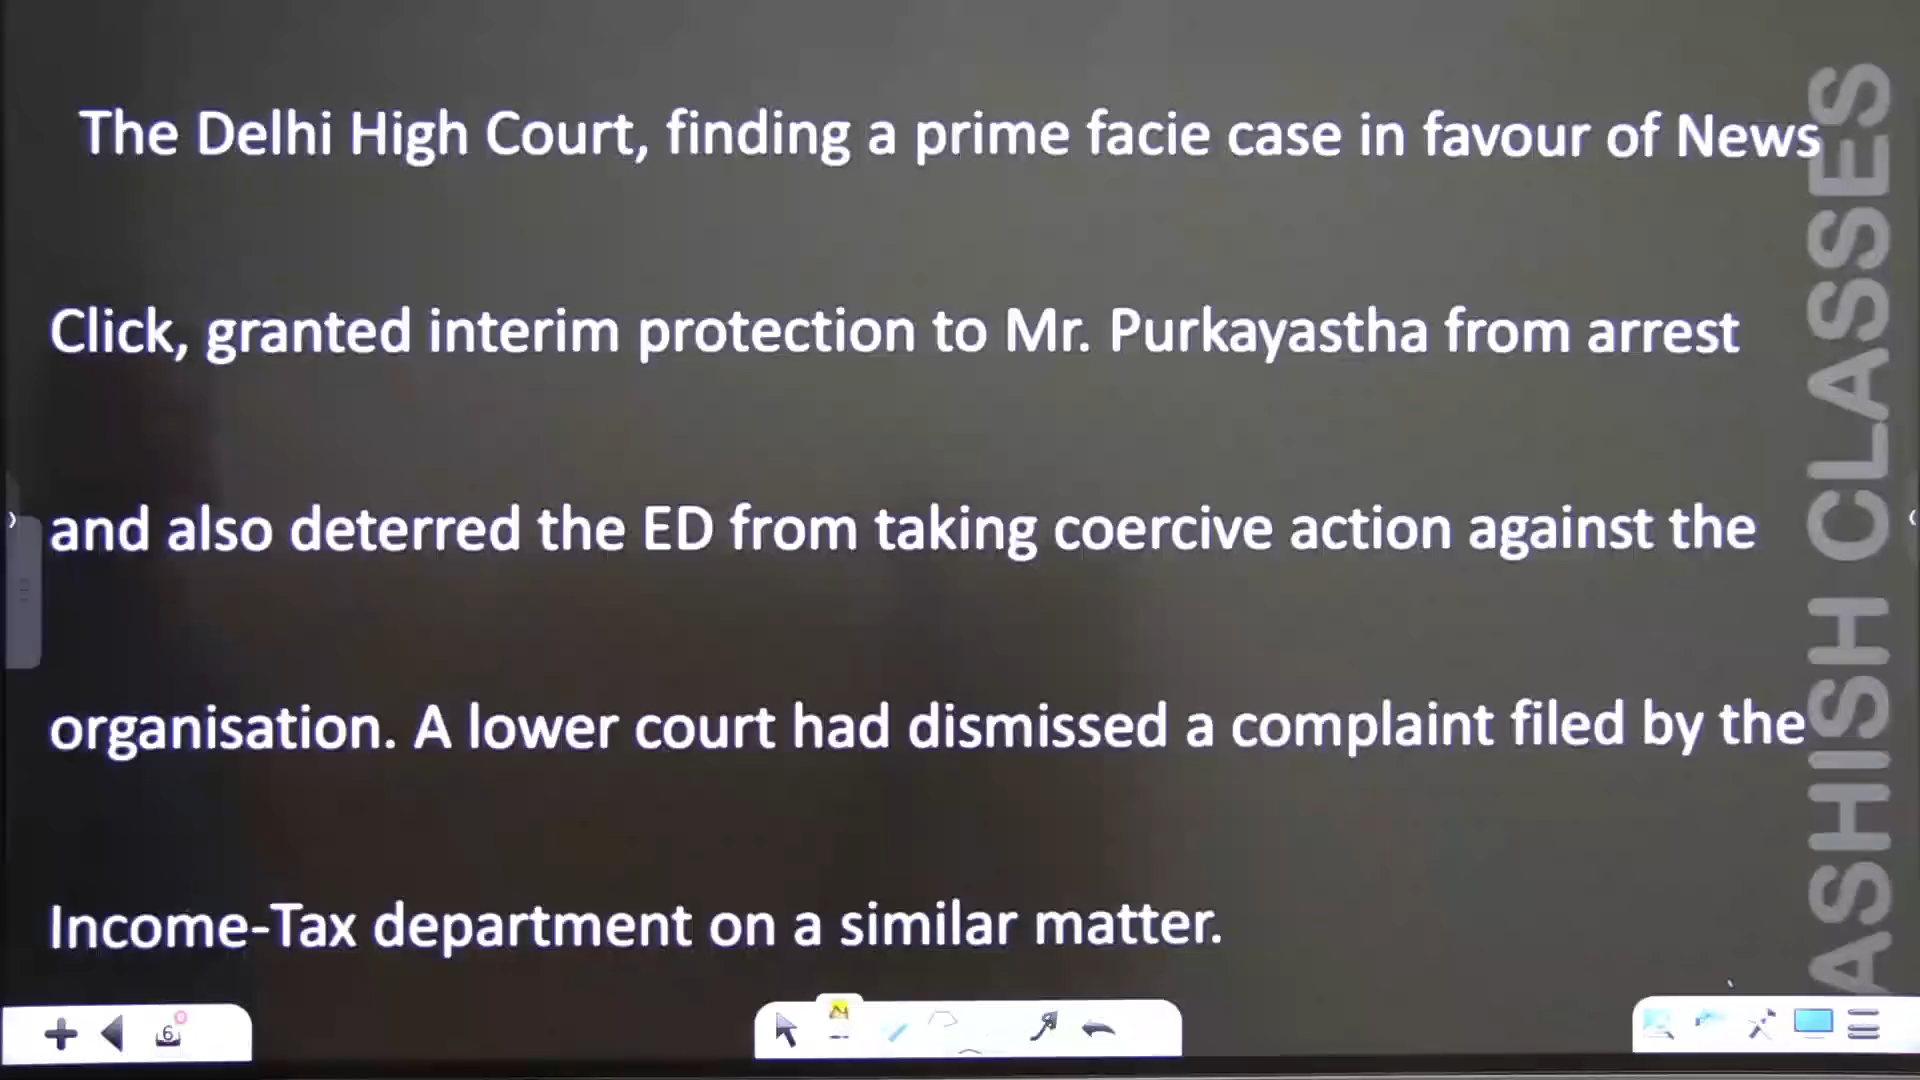 The Delhi High Court, finding a prime facie case in favour of News
Click, granted interim protection to Mr. Purkayastha from arrest
and also deterred the ED from taking coercive action against the
organisation. A lower court had dismissed a complaint filed by the
Income-Tax department on a similar matter.
ASHISH CLASSES
6